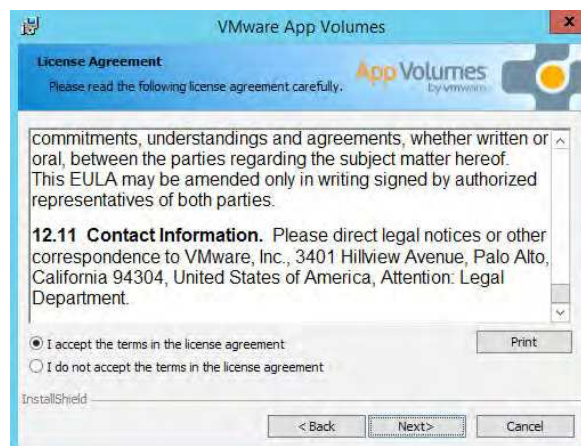 VMware App Volumes
x
License Agreement
Please read the following license agreement carefully.
App Volumes
by vmware
commitments, understandings and agreements, whether written or
oral, between the parties regarding the subject matter hereof.
This EULA may be amended only in writing signed by authorized
representatives of both parties.
12.11 Contact Information. Please direct legal notices or other
correspondence to VMware, Inc., 3401 Hillview Avenue, Palo Alto,
California 94304, United States of America, Attention: Legal
Department.
I accept the terms in the license agreement
Print
I do not accept the terms in the license agreement
InstallShield
< Back
Next>
Cancel